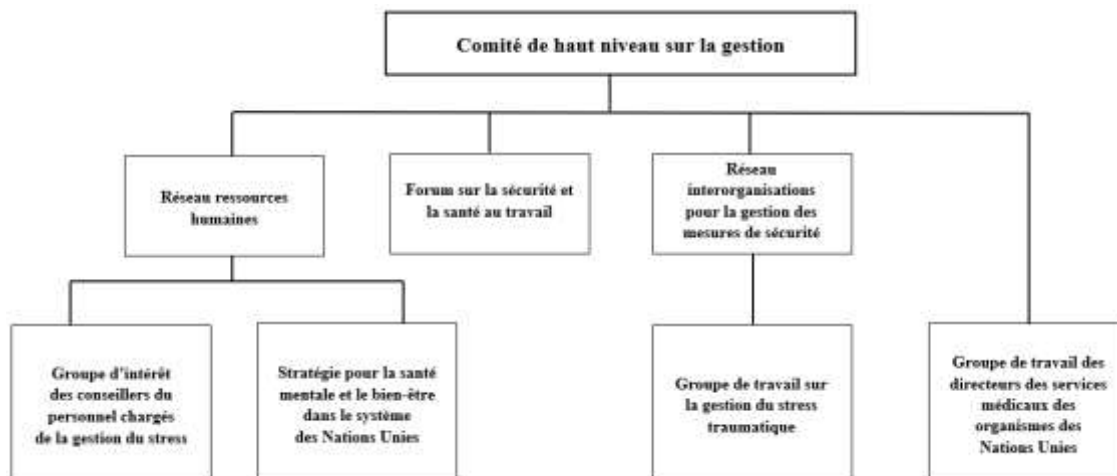 Comité de haut niveau sur la gestion
Réseau ressources
humaines
Forum sur la sécurité et
la santé au travail
Réseau
interorganisations
pour la gestion des
mesures de sécurité
Groupe d'intérêt
des conseillers du
personnel chargés
de la gestion du stress
Stratégie pour la santé
mentale et le bien-être
dans le système
des Nations Unies
Groupe de travail sur
la gestion du stress
traumatique
Groupe de travail des
directeurs des services
médicaux des
organismes des
Nations Unies